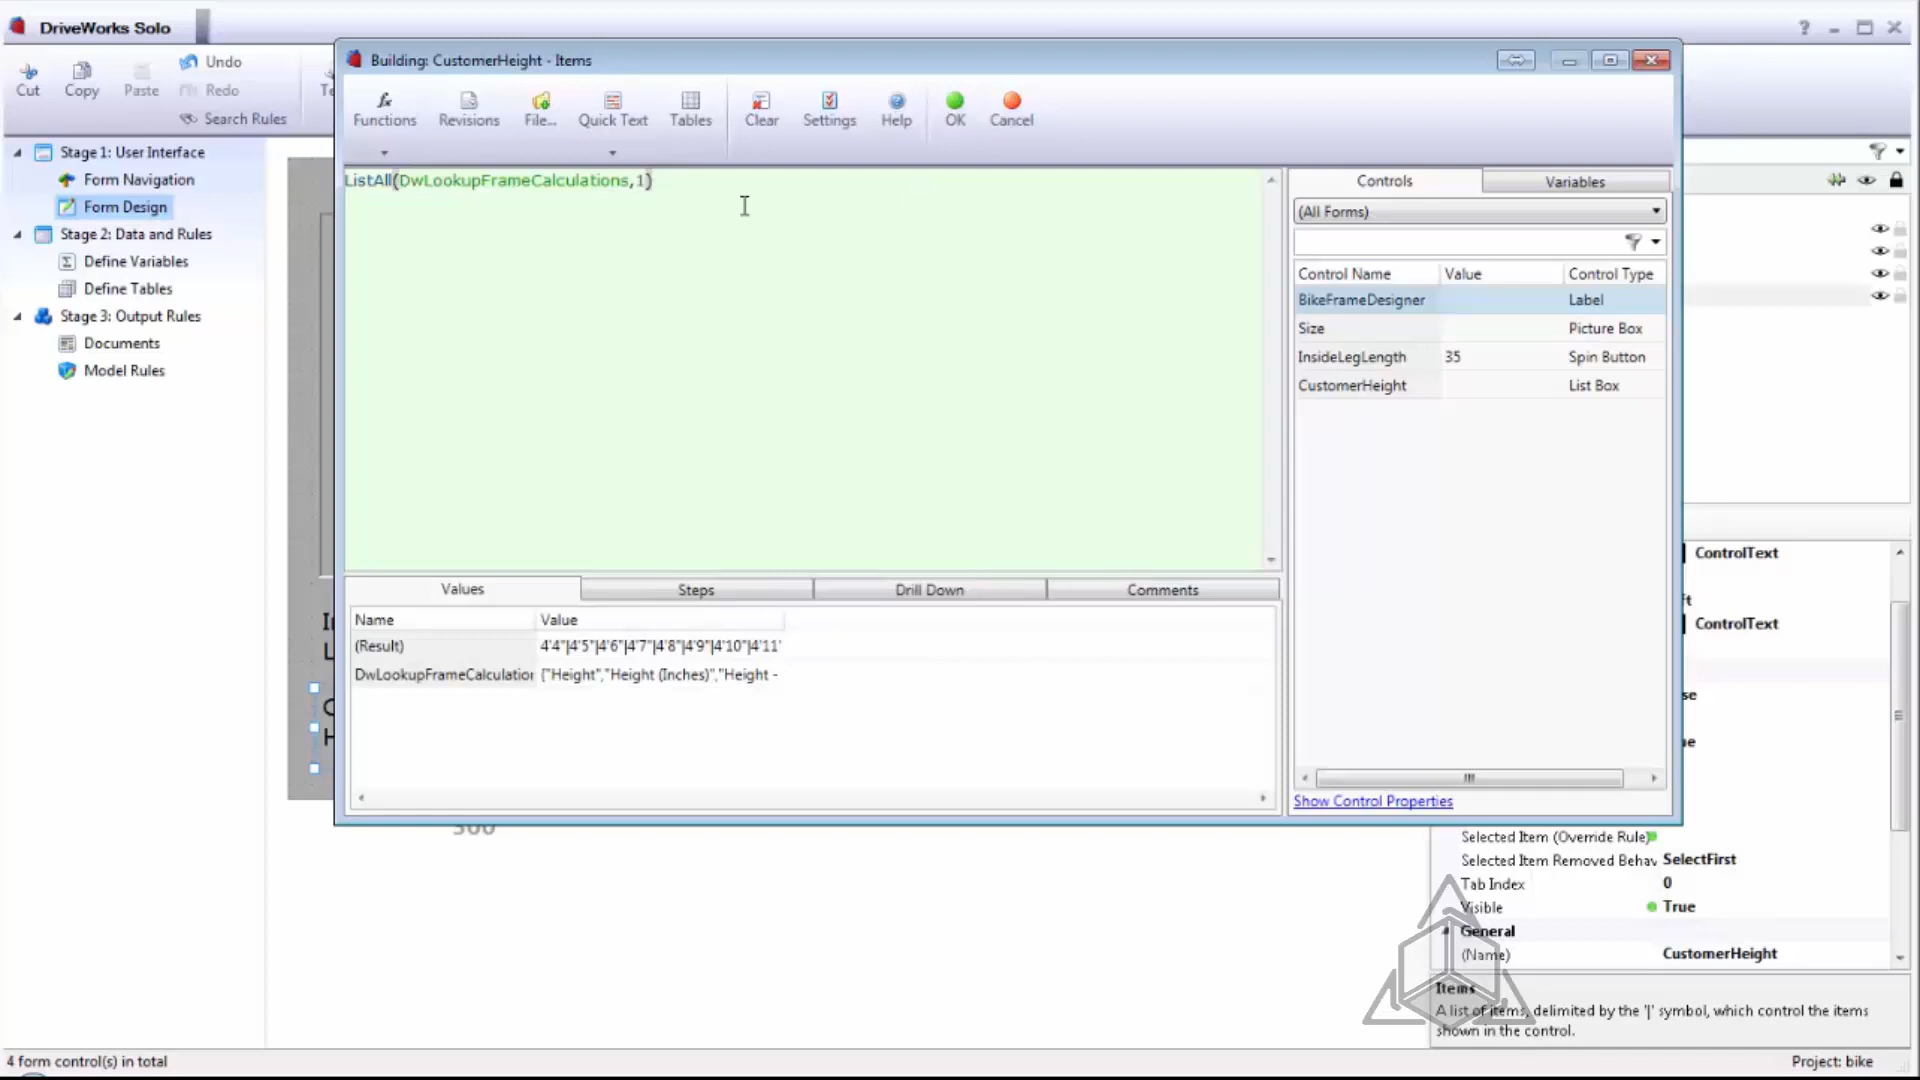 DriveWorks Solo
Cut
Copy
Paste
Undo
Redo
Search Rules
Building: CustomerHeight - Items
Functions
Revisions
File...
Quick Text
Tables
Clear
Settings
Help
OK
Cancel
Stage 1: User Interface
Form Navigation
Form Design
Stage 2: Data and Rules
Define Variables
Define Tables
Stage 3: Output Rules
Documents
Model Rules
ListAll(DwLookupFrameCalculations,1)
Controls
Variables
(All Forms)
Control Name Value Control Type
BikeFrameDesigner Label
Size Picture Box
InsideLegLength 35 Spin Button
CustomerHeight List Box
Show Control Properties
Values
Steps
Drill Down
Comments
Name Value
(Result) 4'4"|4'5"|4'6"|4'7"|4'8"|4'9"|4'10"|4'11'
DwLookupFrameCalculation {"Height","Height (Inches)","Height -
300
ControlText
ControlText
Selected Item (Override Rule)
Selected Item Removed Behav SelectFirst
Tab Index 0
Visible True
General
(Name) CustomerHeight
Items
A list of items, delimited by the '|' symbol, which control the items
shown in the control.
4 form control(s) in total
Project: bike